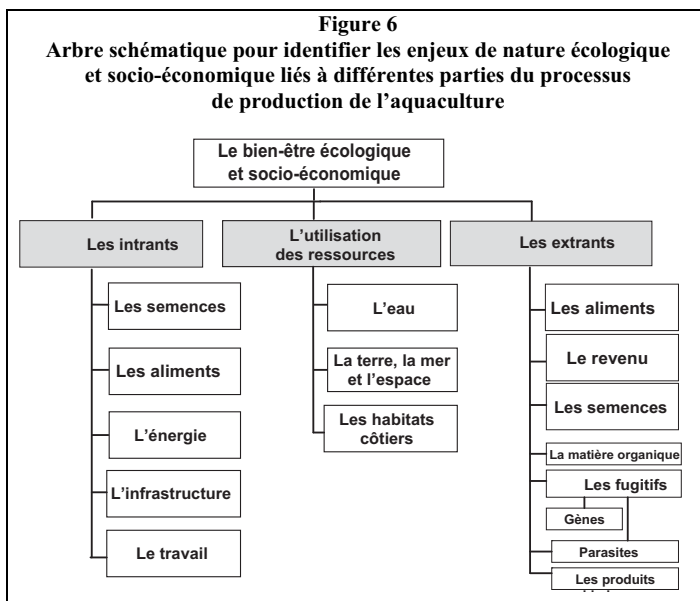 Figure 6
Arbre schématique pour identifier les enjeux de nature écologique
et socio-économique liés à différentes parties du processus
de production de l’aquaculture
Le bien-être écologique
et socio-économique
Les intrants
Les semences
Les aliments
L’énergie
L’infrastructure
Le travail
L’utilisation
des ressources
L’eau
La terre, la mer
et l’espace
Les habitats
côtiers
Les extrants
Les aliments
Le revenu
Les semences
La matière organique
Les fugitifs
Gènes
Parasites
Les produits